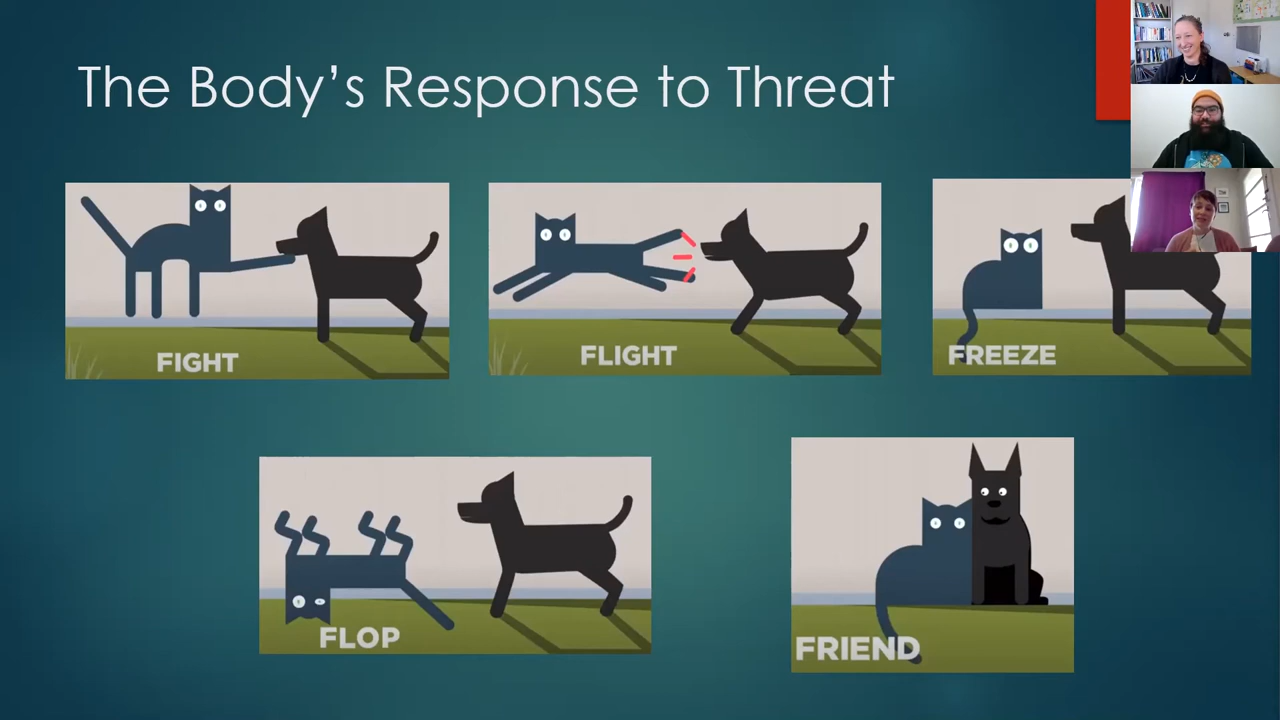 The Body's Response to Threat
FIGHT
FLIGHT
FREEZE
FLOP
FRIEND